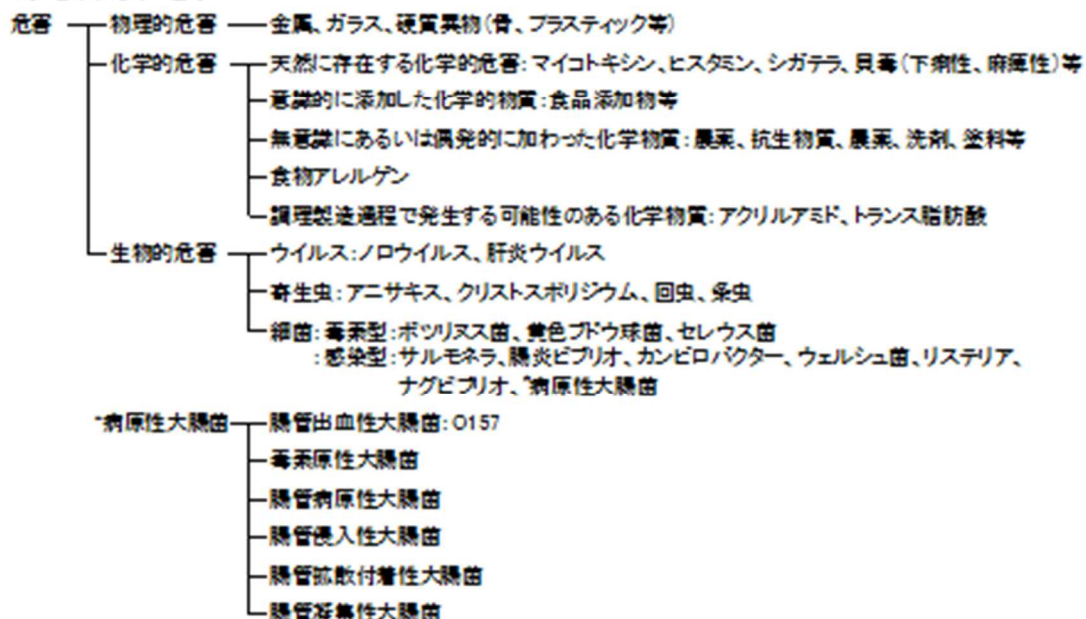 危害 物理的危害 金属、ガラス、硬質異物(骨、プラスティック等)
化学的危害 天然に存在する化学的危害:マイコトキシン、ヒスタミン、シガテラ、貝毒(下痢性、麻痺性)等
意識的に添加した化学的物質:食品添加物等
無意識にあるいは偶発的に加わった化学物質:農薬、抗生物質、農薬、洗剤、塗料等
食物アレルゲン
調理製造過程で発生する可能性のある化学物質:アクリルアミド、トランス脂肪酸
生物的危害 ウイルス:ノロウイルス、肝炎ウイルス
寄生虫:アニサキス、クリストスポリジウム、回虫、条虫
細菌:毒素型:ボツリヌス菌、黄色ブドウ球菌、セレウス菌
:感染型:サルモネラ、腸炎ビブリオ、カンピロバクター、ウェルシュ菌、リステリア、
ナグビブリオ、*病原性大腸菌
*病原性大腸菌 腸管出血性大腸菌:O157
毒素原性大腸菌
腸管病原性大腸菌
腸管侵入性大腸菌
腸管拡散付着性大腸菌
腸管凝集性大腸菌